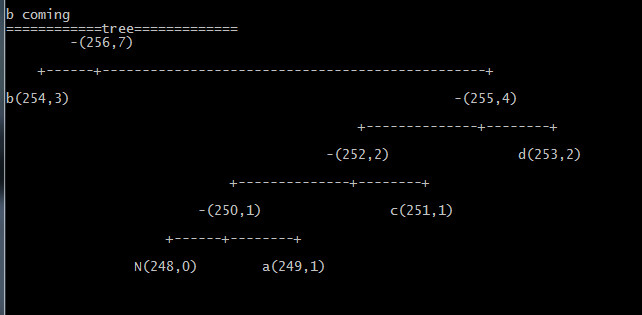 b coming
============tree=============
-(256,7)
+------+-------------------------------------------------+
b(254,3) -(255,4)
+--------------+--------+
-(252,2) d(253,2)
+--------------+--------+
-(250,1) c(251,1)
+------+--------+
N(248,0) a(249,1)